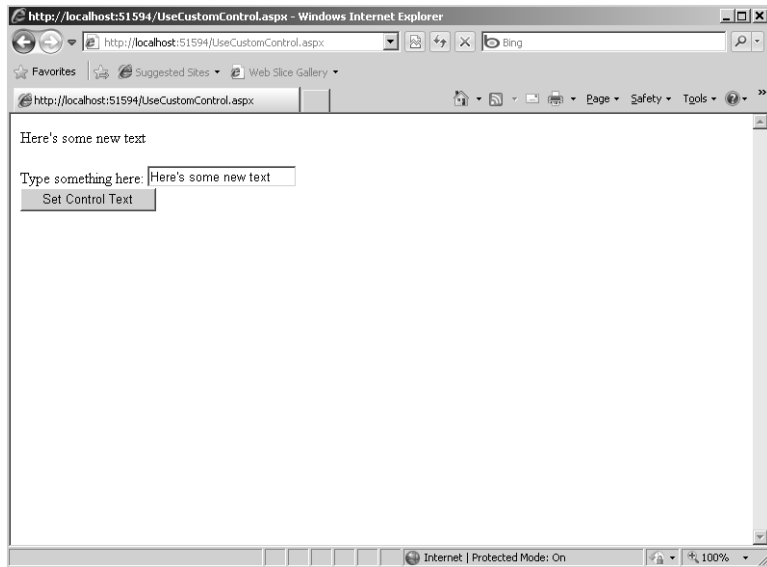 http://localhost:51594/UseCustomControl.aspx - Windows Internet Explorer
http://localhost:51594/UseCustomControl.aspx
Bing
Favorites
Suggested Sites
Web Slice Gallery
http://localhost:51594/UseCustomControl.aspx
Page
Safety
Tools
Here's some new text
Type something here: Here's some new text
Set Control Text
Internet | Protected Mode: On
100%